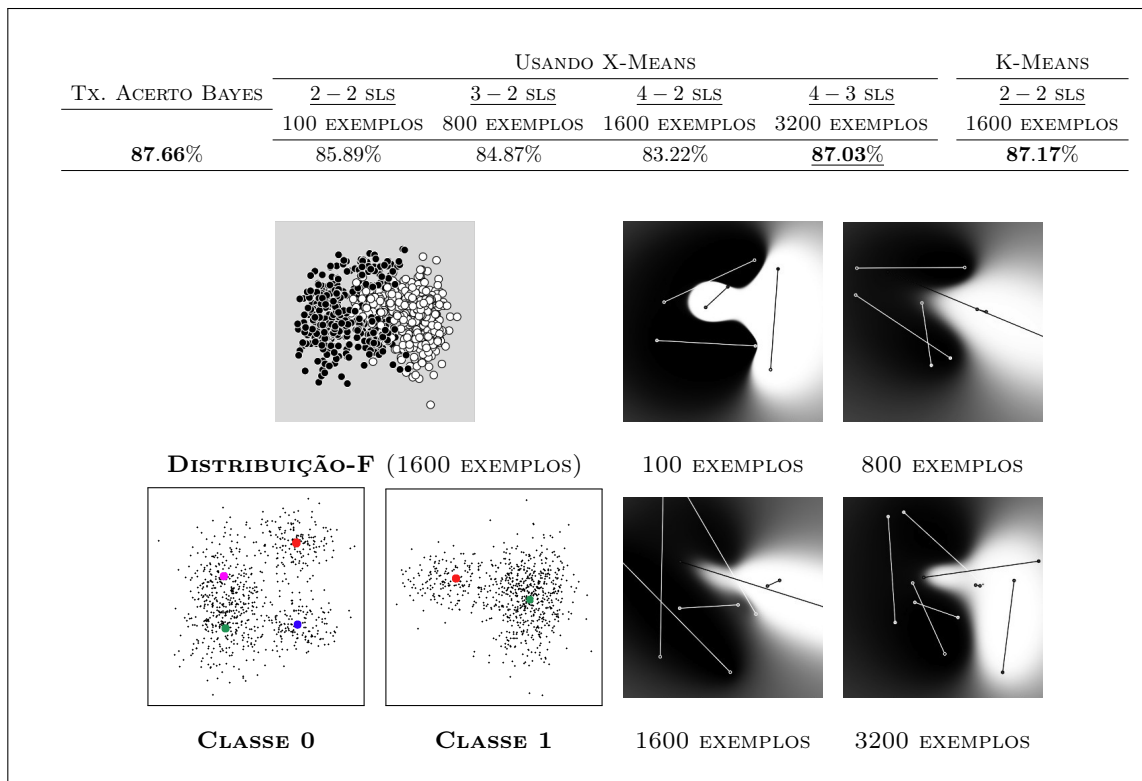 USANDO X-MEANS K-MEANS
TX. ACERTO BAYES 2 – 2 SLS 3 – 2 SLS 4 – 2 SLS 4 – 3 SLS 2 – 2 SLS
100 EXEMPLOS 800 EXEMPLOS 1600 EXEMPLOS 3200 EXEMPLOS 1600 EXEMPLOS
87.66% 85.89% 84.87% 83.22% 87.03% 87.17%
DISTRIBUIÇÃO-F (1600 EXEMPLOS) 100 EXEMPLOS 800 EXEMPLOS
CLASSE 0 CLASSE 1 1600 EXEMPLOS 3200 EXEMPLOS